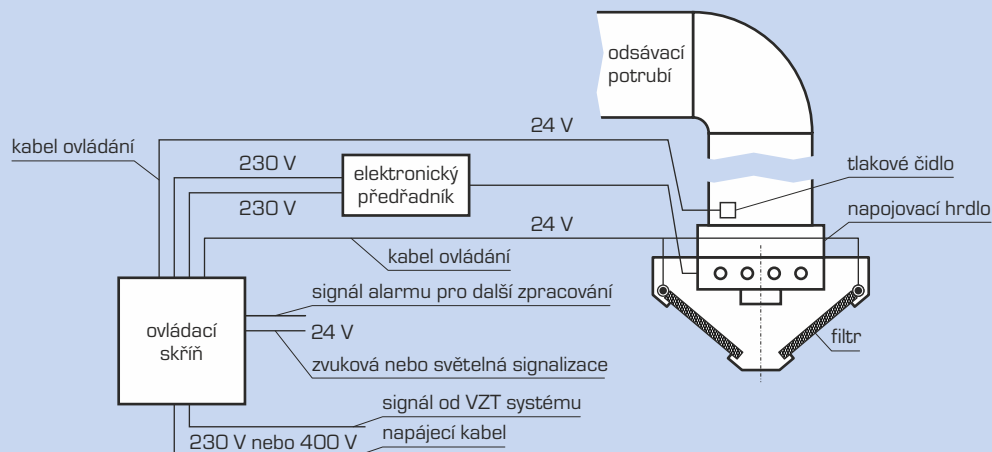 odsávací
potrubí
24 V
kabel ovládání
230 V
elektronický
předřadník
tlakové čidlo
230 V
napojovací hrdlo
24 V
kabel ovládání
signál alarmu pro další zpracování
ovládací
skříň
24 V
filtr
zvuková nebo světelná signalizace
signál od VZT systému
230 V nebo 400 V
napájecí kabel